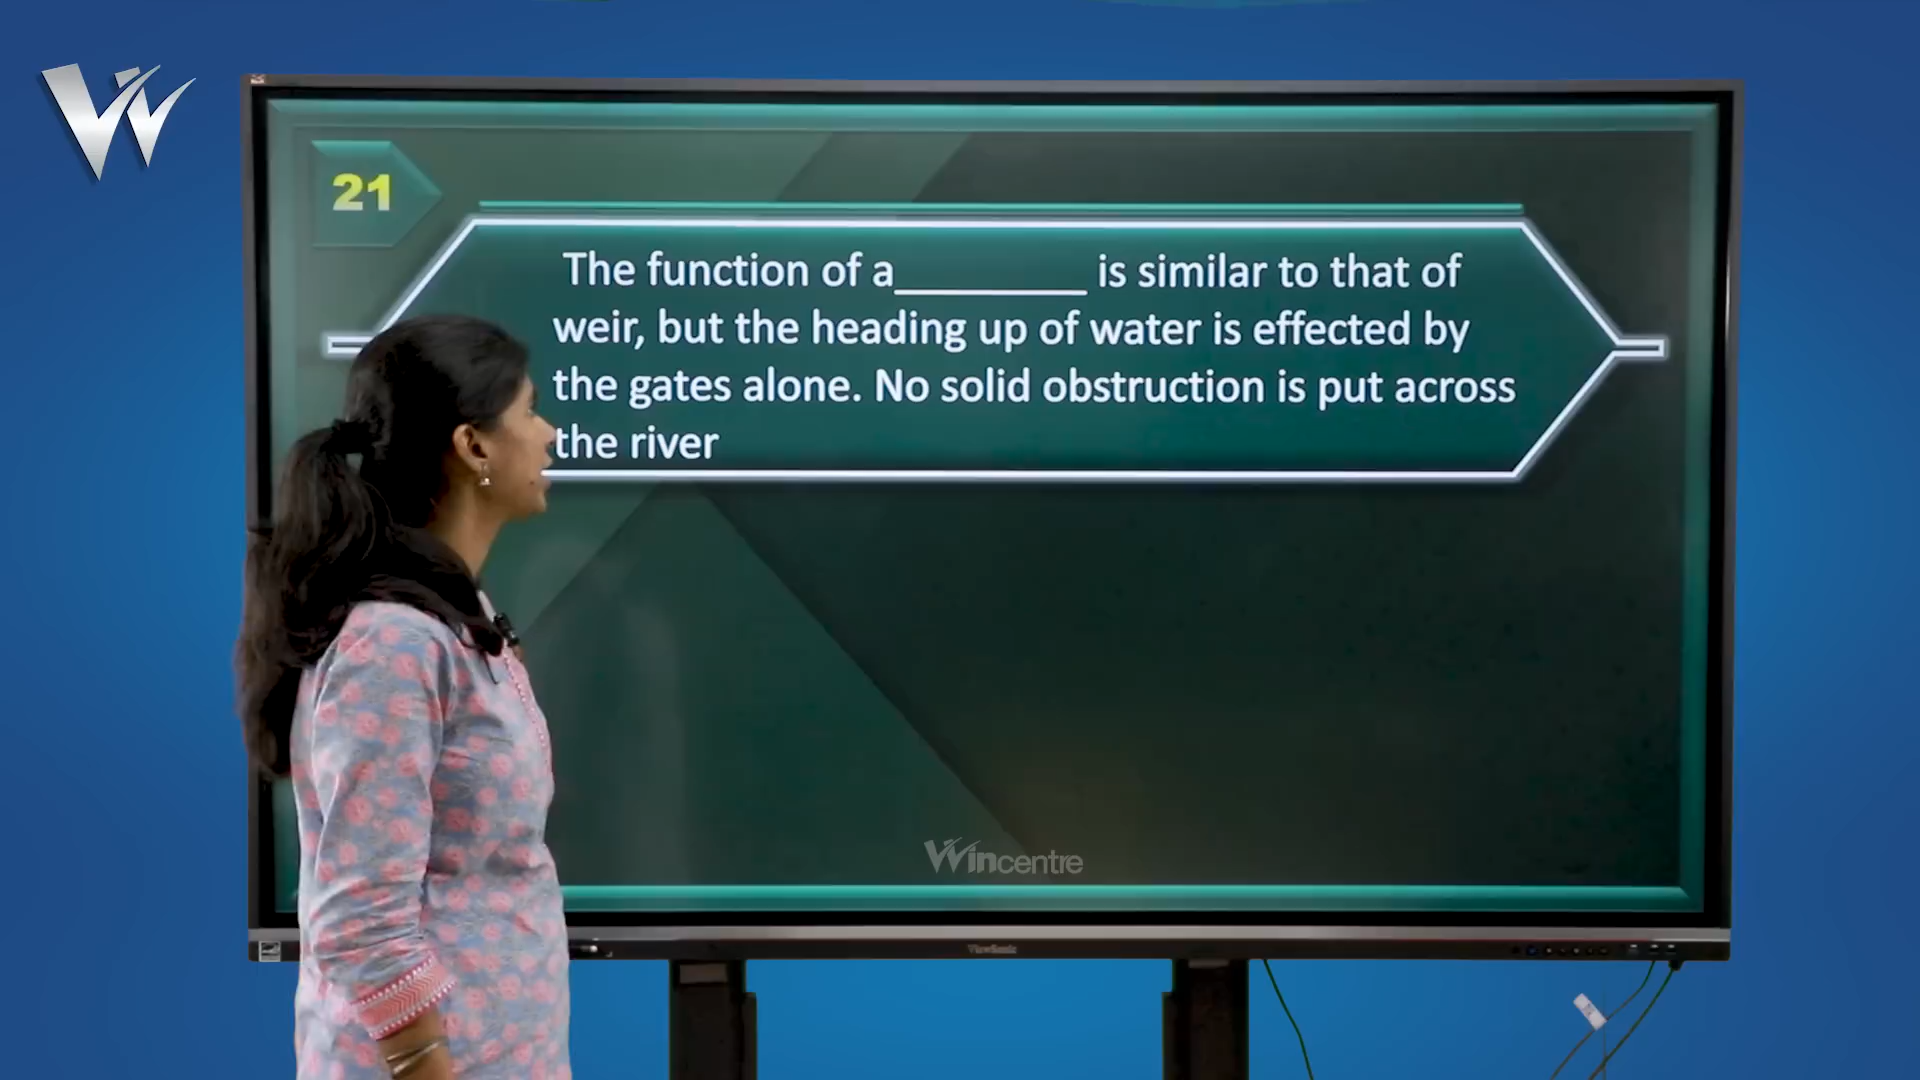 21
The function of a________ is similar to that of
weir, but the heading up of water is effected by
the gates alone. No solid obstruction is put across
the river
Wincentre
ViewSonic